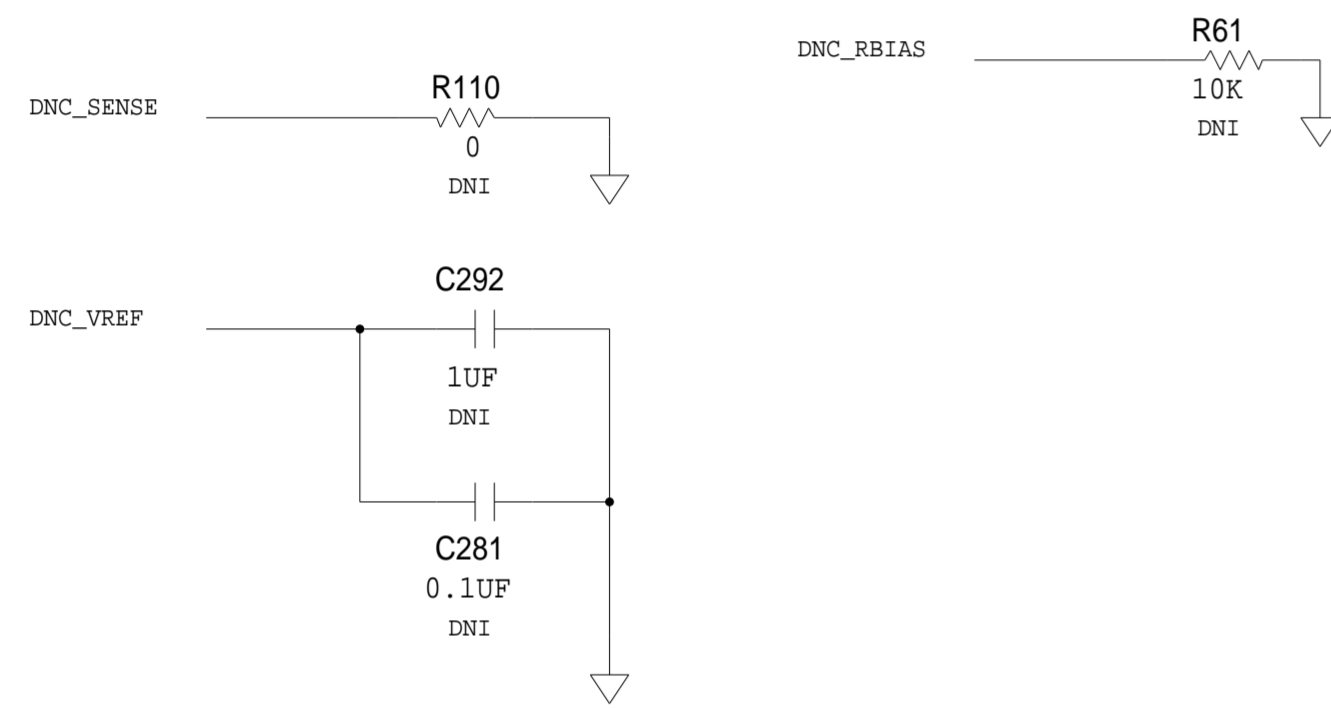 DNC_SENSE
R110
0
DNI
DNC_RBIAS
R61
10K
DNI
DNC_VREF
C292
1UF
DNI
C281
0.1UF
DNI